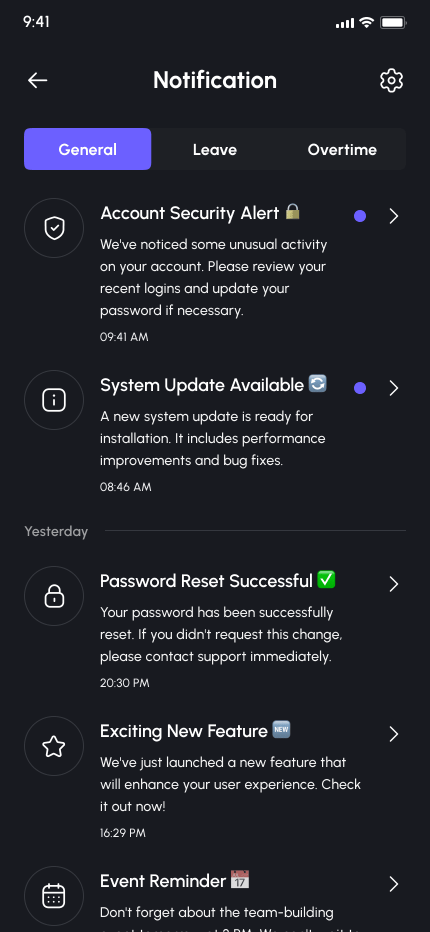 9:41
Notification
General Leave Overtime
Account Security Alert 🔒
We've noticed some unusual activity
on your account. Please review your
recent logins and update your
password if necessary.
09:41 AM
System Update Available 🔄
A new system update is ready for
installation. It includes performance
improvements and bug fixes.
08:46 AM
Yesterday
Password Reset Successful ✅
Your password has been successfully
reset. If you didn't request this change,
please contact support immediately.
20:30 PM
Exciting New Feature 🆕
We've just launched a new feature that
will enhance your user experience. Check
it out now!
16:29 PM
Event Reminder 📅
Don't forget about the team-building